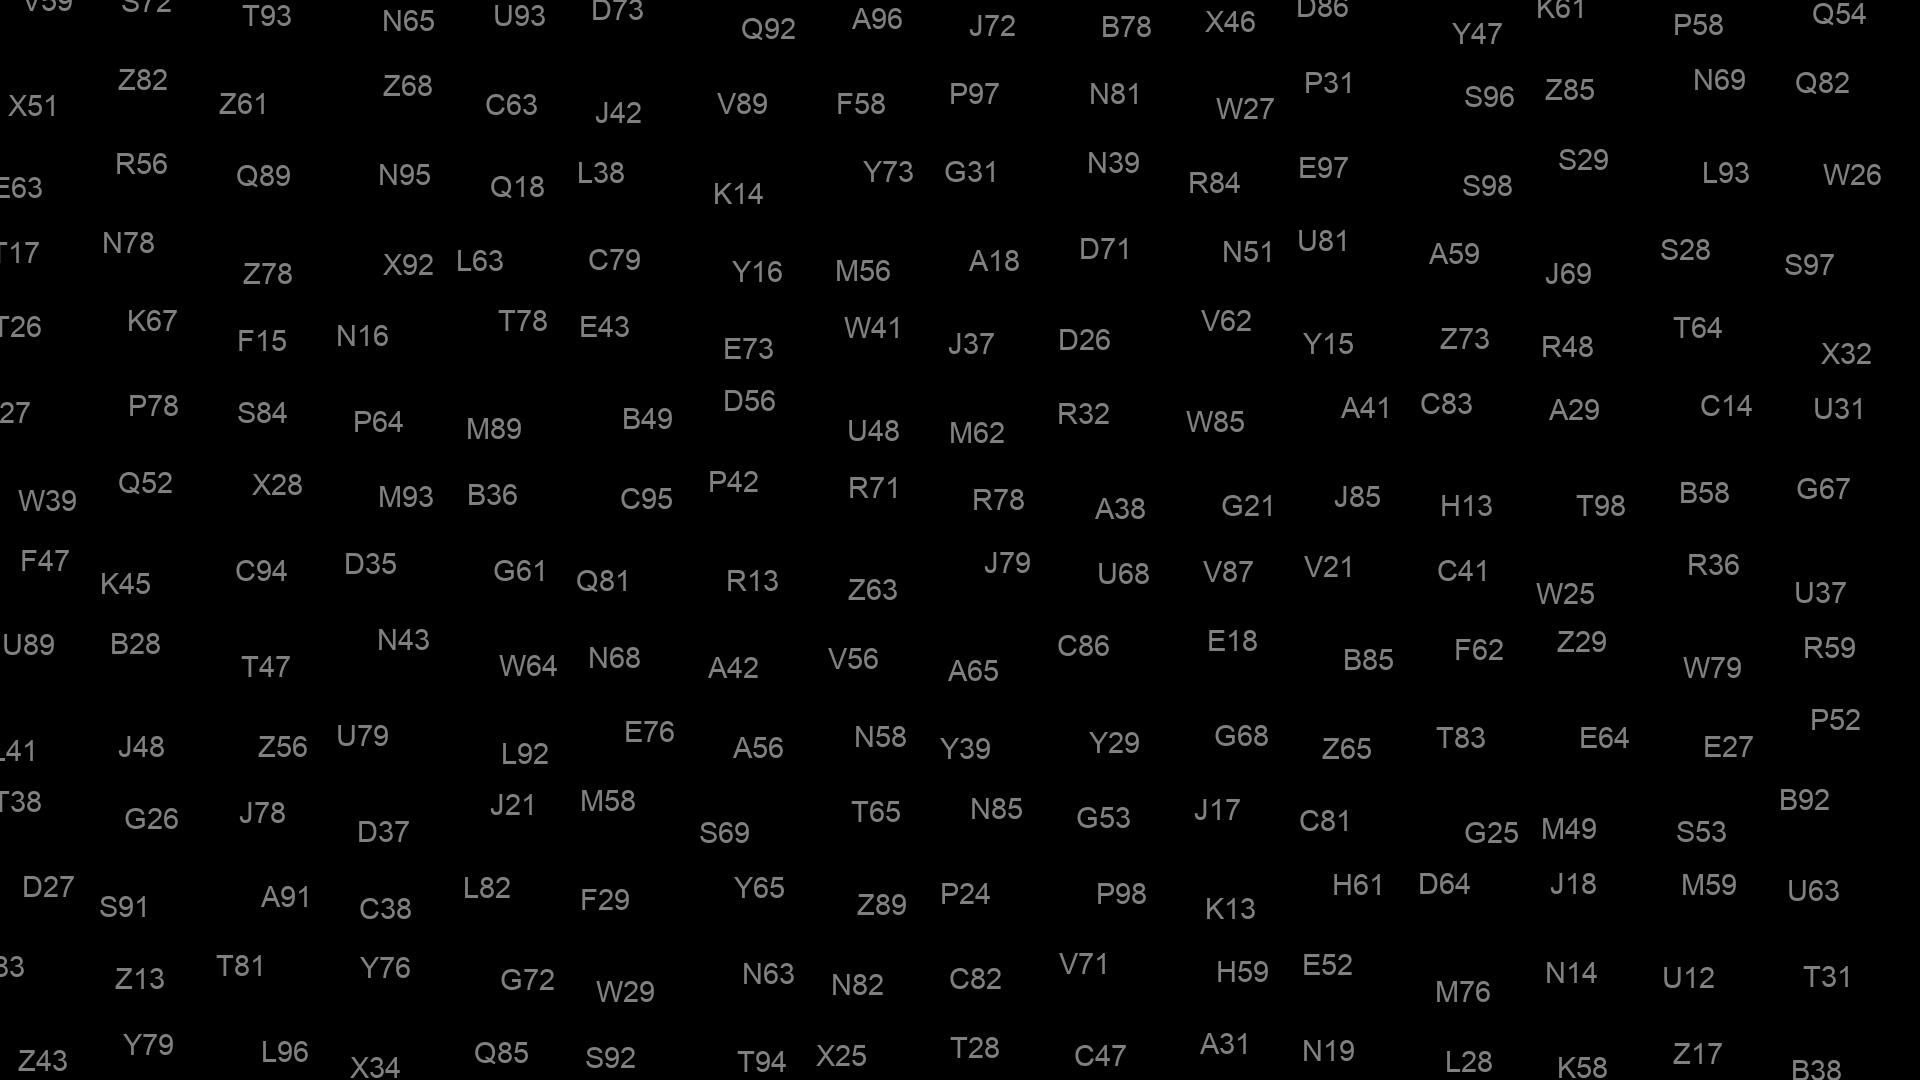 V59 S72 T93 N65 U93 D73 Q92 A96 J72 B78 X46 D86 Y47 K61 P58 Q54
X51 Z82 Z61 Z68 C63 J42 V89 F58 P97 N81 W27 P31 S96 Z85 N69 Q82
E63 R56 Q89 N95 Q18 L38 K14 Y73 G31 N39 R84 E97 S98 S29 L93 W26
T17 N78 Z78 X92 L63 C79 Y16 M56 A18 D71 N51 U81 A59 J69 S28 S97
T26 K67 F15 N16 T78 E43 E73 W41 J37 D26 V62 Y15 Z73 R48 T64 X32
27 P78 S84 P64 M89 B49 D56 U48 M62 R32 W85 A41 C83 A29 C14 U31
W39 Q52 X28 M93 B36 C95 P42 R71 R78 A38 G21 J85 H13 T98 B58 G67
F47 K45 C94 D35 G61 Q81 R13 Z63 J79 U68 V87 V21 C41 W25 R36 U37
U89 B28 T47 N43 W64 N68 A42 V56 A65 C86 E18 B85 F62 Z29 W79 R59
L41 J48 Z56 U79 L92 E76 A56 N58 Y39 Y29 G68 Z65 T83 E64 E27 P52
T38 G26 J78 D37 J21 M58 S69 T65 N85 G53 J17 C81 G25 M49 S53 B92
D27 S91 A91 C38 L82 F29 Y65 Z89 P24 P98 K13 H61 D64 J18 M59 U63
Z13 T81 Y76 G72 W29 N63 N82 C82 V71 H59 E52 M76 N14 U12 T31
Z43 Y79 L96 X34 Q85 S92 T94 X25 T28 C47 A31 N19 L28 K58 Z17 B38